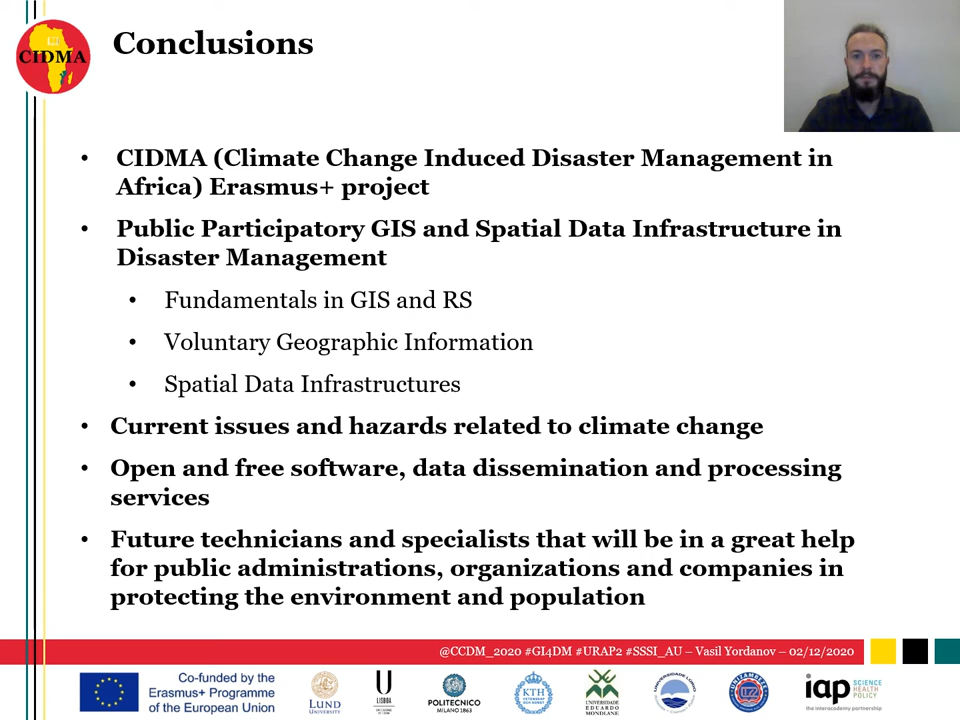 CIDMA
Conclusions
• CIDMA (Climate Change Induced Disaster Management in
Africa) Erasmus+ project
• Public Participatory GIS and Spatial Data Infrastructure in
Disaster Management
• Fundamentals in GIS and RS
• Voluntary Geographic Information
• Spatial Data Infrastructures
• Current issues and hazards related to climate change
• Open and free software, data dissemination and processing
services
• Future technicians and specialists that will be in a great help
for public administrations, organizations and companies in
protecting the environment and population
@CCDM_2020 #GI4DM #URAP2 #SSSI_AU – Vasil Yordanov – 02/12/2020
Co-funded by the
Erasmus+ Programme
of the European Union
LUND
UNIVERSITY
U
LISBOA
POLITECNICO
MILANO 1863
KTH
VETENSKAP
OCH KONST
UNIVERSIDADE
EDUARDO
MONDLANE
UNIVERSIDADE LÚRIO
UNIZAMBEZE
iap SCIENCE
HEALTH
POLICY
the interacademy partnership